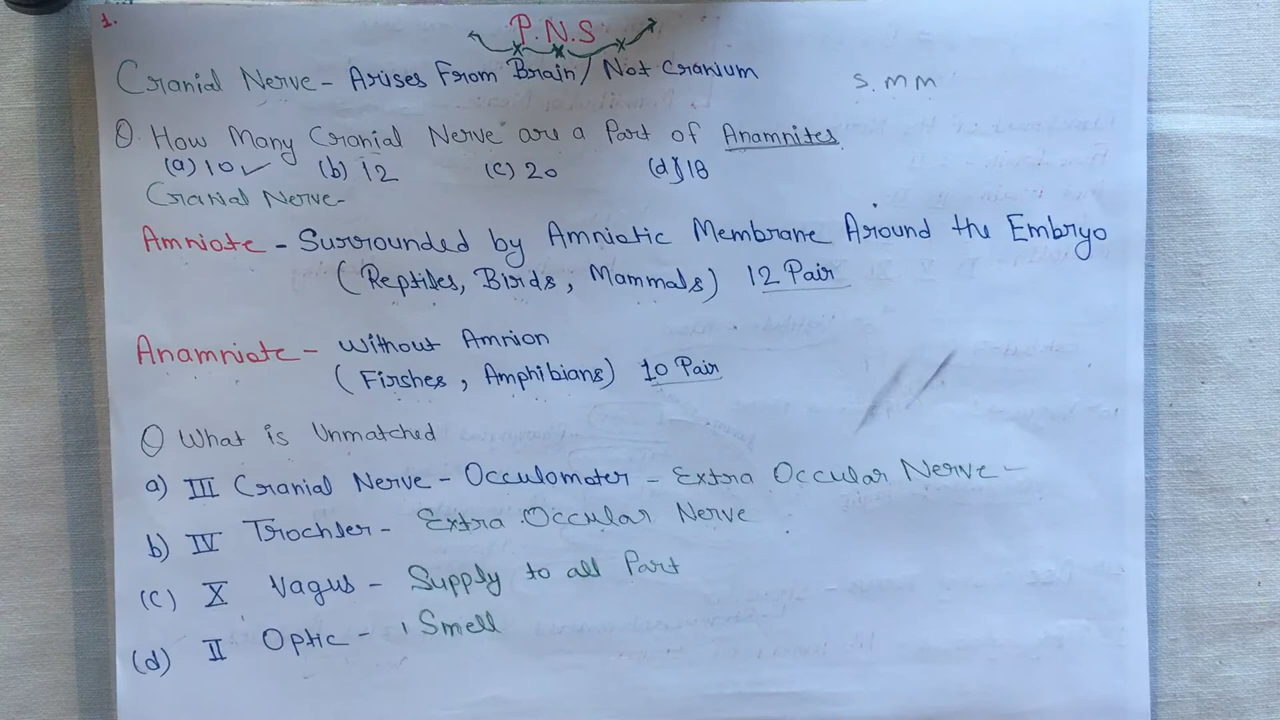 1.
P.N.S
Cranial Nerve - Arises From Brain / Not Cranium
S. M M
Q. How Many Cranial Nerve are a Part of Anamnites
(a) 10 ✓ (b) 12 (c) 20 (d) 18
Cranial Nerve-
Amniote - Surrounded by Amniotic Membrane Around the Embryo
(Reptiles, Birds, Mammals) 12 Pair
Anamniote - Without Amnion
(Firshes, Amphibians) 10 Pair
Q What is Unmatched
a) III Cranial Nerve - Occulomoter - Extra Occular Nerve -
b) IV Trochler - Extra Occular Nerve
(c) X Vagus - Supply to all Part
(d) II Optic - Smell